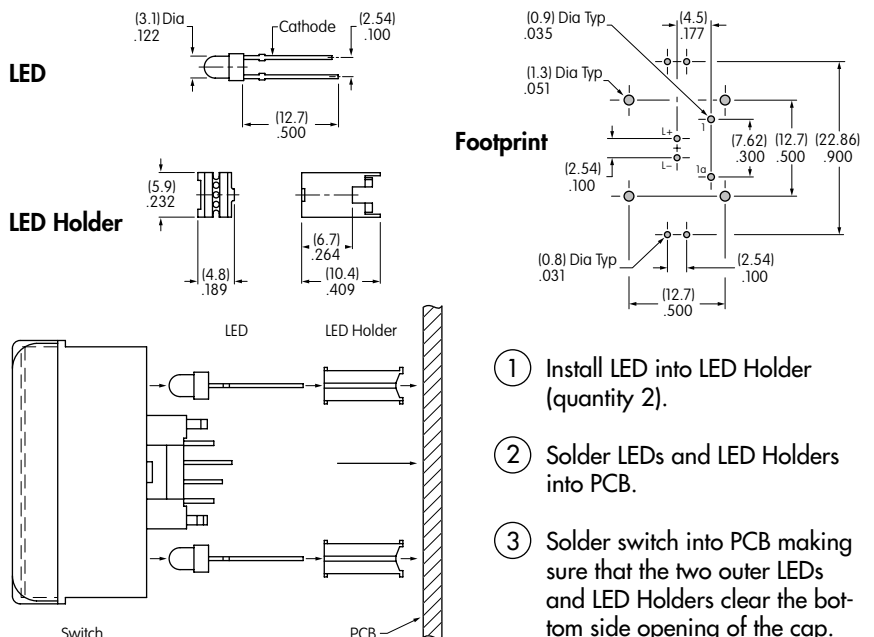 (3.1) Dia
.122
Cathode
(2.54)
.100
LED
(12.7)
.500
(5.9)
.232
LED Holder
(4.8)
.189
(6.7)
.264
(10.4)
.409
(0.9) Dia Typ
.035
(4.5)
.177
(1.3) Dia Typ
.051
Footprint
L+
L–
1
1a
(2.54)
.100
(7.62)
.300
(12.7)
.500
(22.86)
.900
(0.8) Dia Typ
.031
(2.54)
.100
(12.7)
.500
LED
LED Holder
Switch
PCB
1 Install LED into LED Holder
(quantity 2).
2 Solder LEDs and LED Holders
into PCB.
3 Solder switch into PCB making
sure that the two outer LEDs
and LED Holders clear the bot-
tom side opening of the cap.